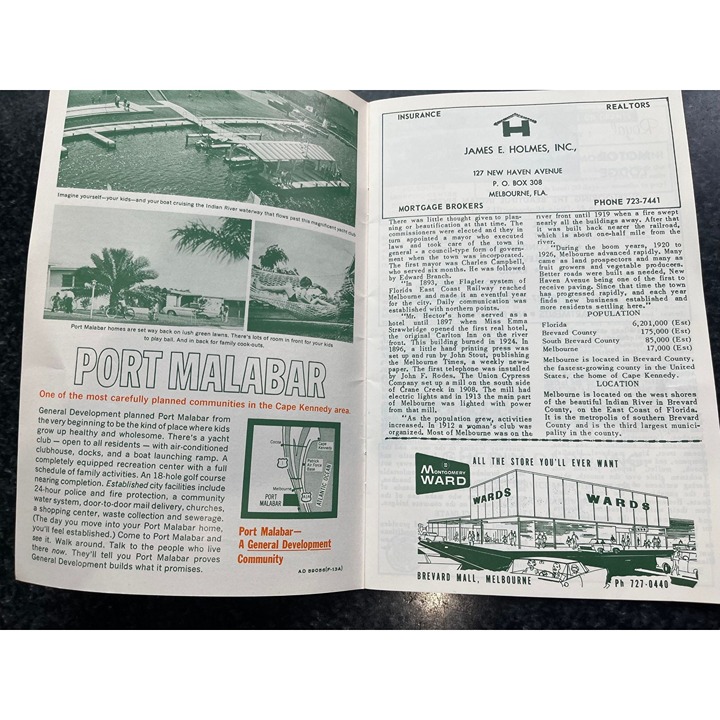 Imagine yourself—your kids—and your boat cruising the Indian River waterway that flows past this magnificent yacht club
Port Malabar homes are set way back on lush green lawns. There's lots of room in front for your kids
to play ball. And in back for family cook-outs.
PORT MALABAR
One of the most carefully planned communities in the Cape Kennedy area.
General Development planned Port Malabar from
the very beginning to be the kind of place where kids
grow up healthy and wholesome. There's a yacht
club — open to all residents — with air-conditioned
clubhouse, docks, and a boat launching ramp. A
completely equipped recreation center with a full
schedule of family activities. An 18-hole golf course
nearing completion. Established city facilities include
24-hour police and fire protection, a community
water system, door-to-door mail delivery, churches,
a shopping center, waste collection and sewerage.
(The day you move into your Port Malabar home,
you'll feel established.) Come to Port Malabar and
see it. Walk around. Talk to the people who live
there now. They'll tell you Port Malabar proves
General Development builds what it promises.
Cocoa
Cape
Kennedy
Patrick
Air Force
Base
Melbourne
PORT
MALABAR
ATLANTIC OCEAN
Port Malabar—
A General Development
Community
AD 59055(F-13A)
INSURANCE
REALTORS
H
JAMES E. HOLMES, INC.,
127 NEW HAVEN AVENUE
P. O. BOX 308
MELBOURNE, FLA.
MORTGAGE BROKERS
PHONE 723-7441
There was little thought given to plan-
ning or beautification at that time. The
commissioners were elected and they in
turn appointed a mayor who executed
laws and took care of the town in
general - a council-type form of govern-
ment when the town was incorporated.
The first mayor was Charles Campbell,
who served six months. He was followed
by Edward Branch.
"In 1893, the Flagler system of
Florida East Coast Railway reached
Melbourne and made it an eventful year
for the city. Daily communication was
established with northern points.
"Mr. Hector's home served as a
hotel until 1897 when Miss Emma
Strawbridge opened the first real hotel,
the original Carlton Inn on the river
front. This building burned in 1924. In
1896, a little hand printing press was
set up and run by John Stout, publishing
the Melbourne Times, a weekly news-
paper. The first telephone was installed
by John F. Rodes. The Union Cypress
Company set up a mill on the south side
of Crane Creek in 1908. The mill had
electric lights and in 1913 the main part
of Melbourne was lighted with power
from that mill.
"As the population grew, activities
increased. In 1912 a woman's club was
organized. Most of Melbourne was on the
river front until 1919 when a fire swept
nearly all the buildings away. After that
it was built back near the railroad,
which is about one-half mile from the
river.
"During the boom years, 1920 to
1926, Melbourne advanced rapidly. Many
came as land prospectors and many as
fruit growers and vegetable producers.
Better roads were built as needed, New
Haven Avenue being one of the first to
receive paving. Since that time the town
has progressed rapidly, and each year
finds new business established and
more residents settling here."
POPULATION
Florida 6,201,000 (Est)
Brevard County 175,000 (Est)
South Brevard County 85,000 (Est)
Melbourne 17,000 (Est)
Melbourne is located in Brevard County,
the fastest-growing county in the United
States, the home of Cape Kennedy.
LOCATION
Melbourne is located on the west shores
of the beautiful Indian River in Brevard
County, on the East Coast of Florida.
It is the metropolis of southern Brevard
County and is the third largest munici-
pality in the county.
MONTGOMERY
WARD
ALL THE STORE YOU'LL EVER WANT
WARDS
WARDS
BREVARD MALL, MELBOURNE
Ph 727-0440